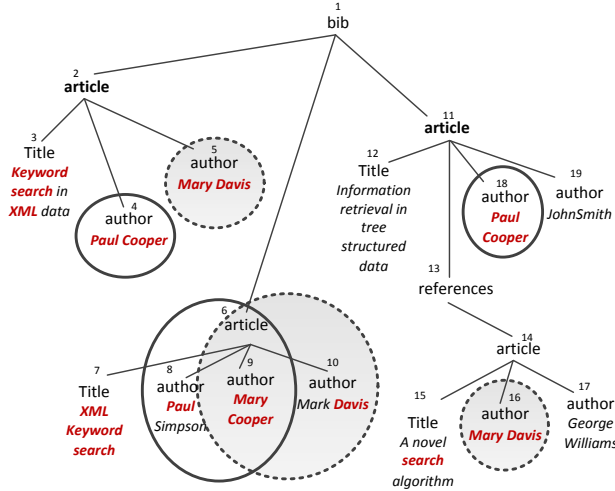 1
bib
2
article
3
Title
Keyword
search in
XML data
4
author
Paul Cooper
5
author
Mary Davis
6
article
7
Title
XML
Keyword
search
8
author
Paul
Simpson
9
author
Mary
Cooper
10
author
Mark Davis
11
article
12
Title
Information
retrieval in
tree
structured
data
18
author
Paul
Cooper
19
author
JohnSmith
13
references
14
article
15
Title
A novel
search
algorithm
16
author
Mary Davis
17
author
George
Williams